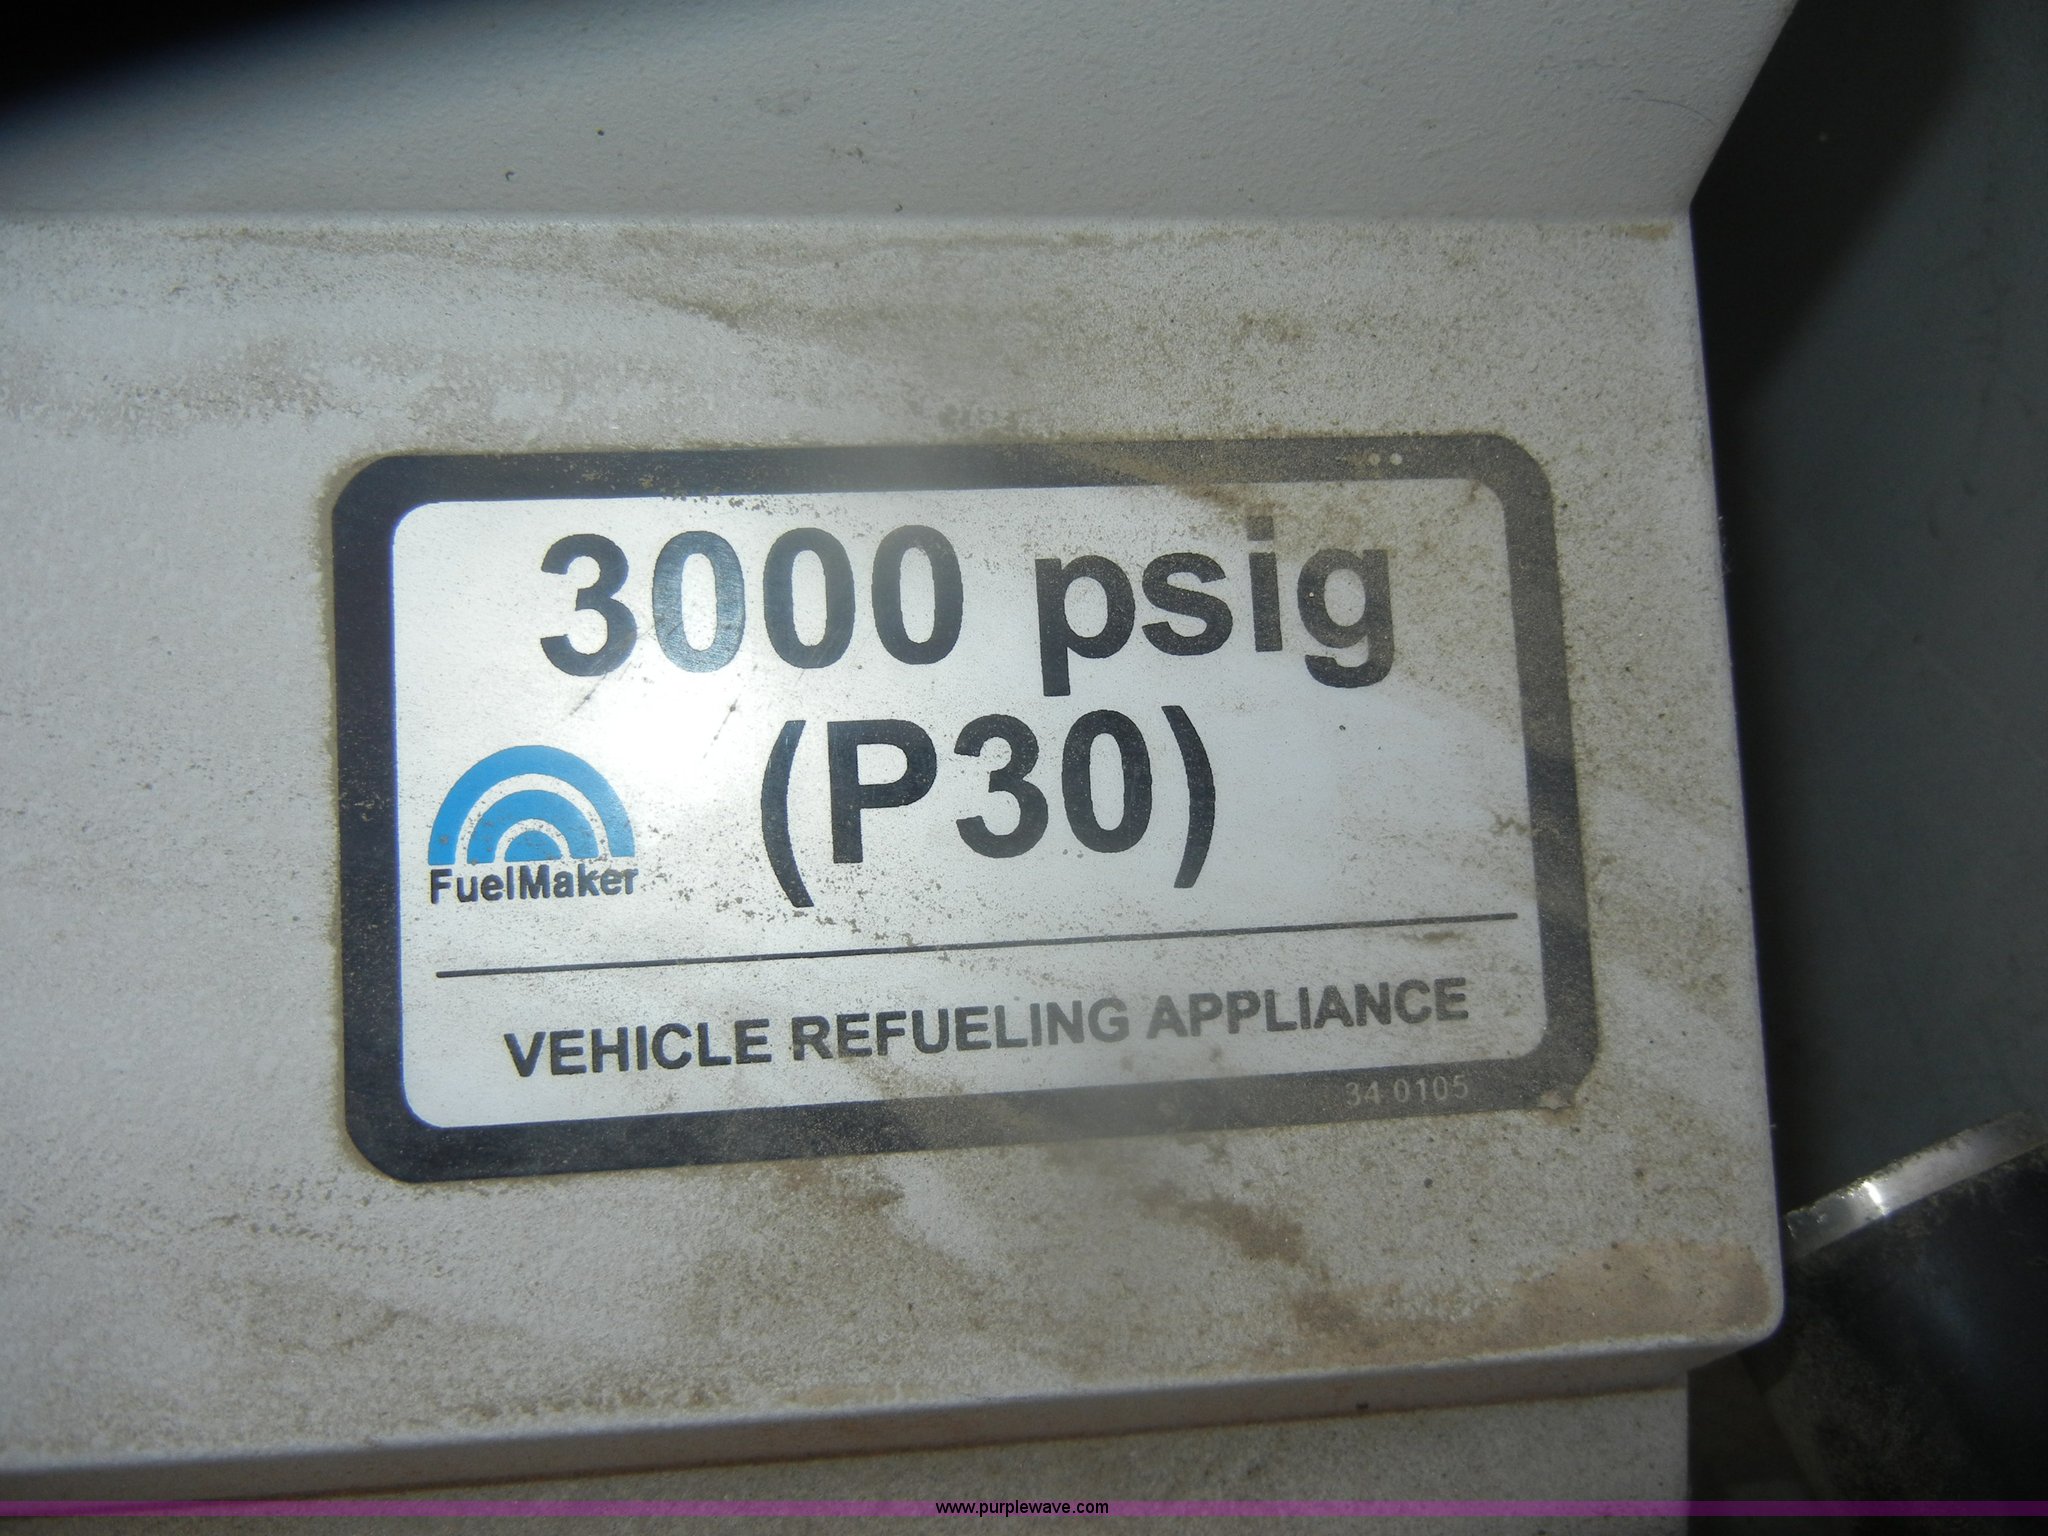 3000 psig
(P30)
FuelMaker
VEHICLE REFUELING APPLIANCE
34 0105
www.purplewave.com